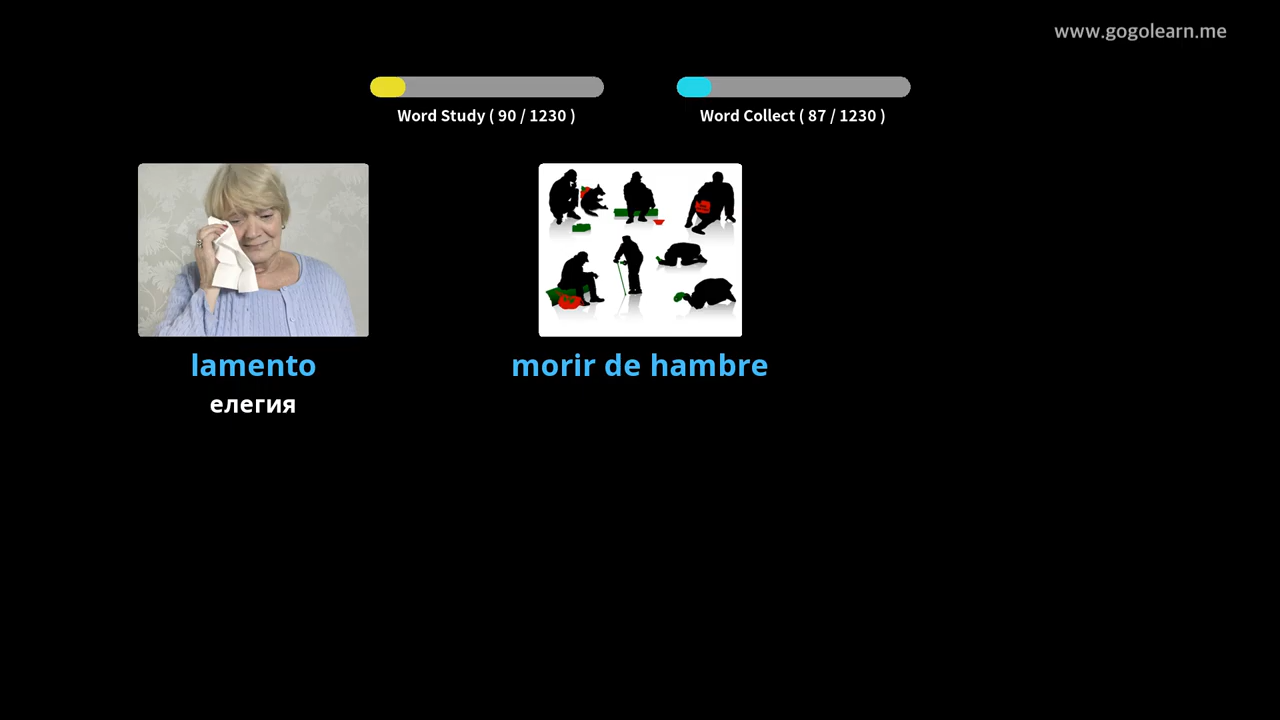 www.gogolearn.me
Word Study ( 90 / 1230 )
Word Collect ( 87 / 1230 )
lamento
morir de hambre
елегия